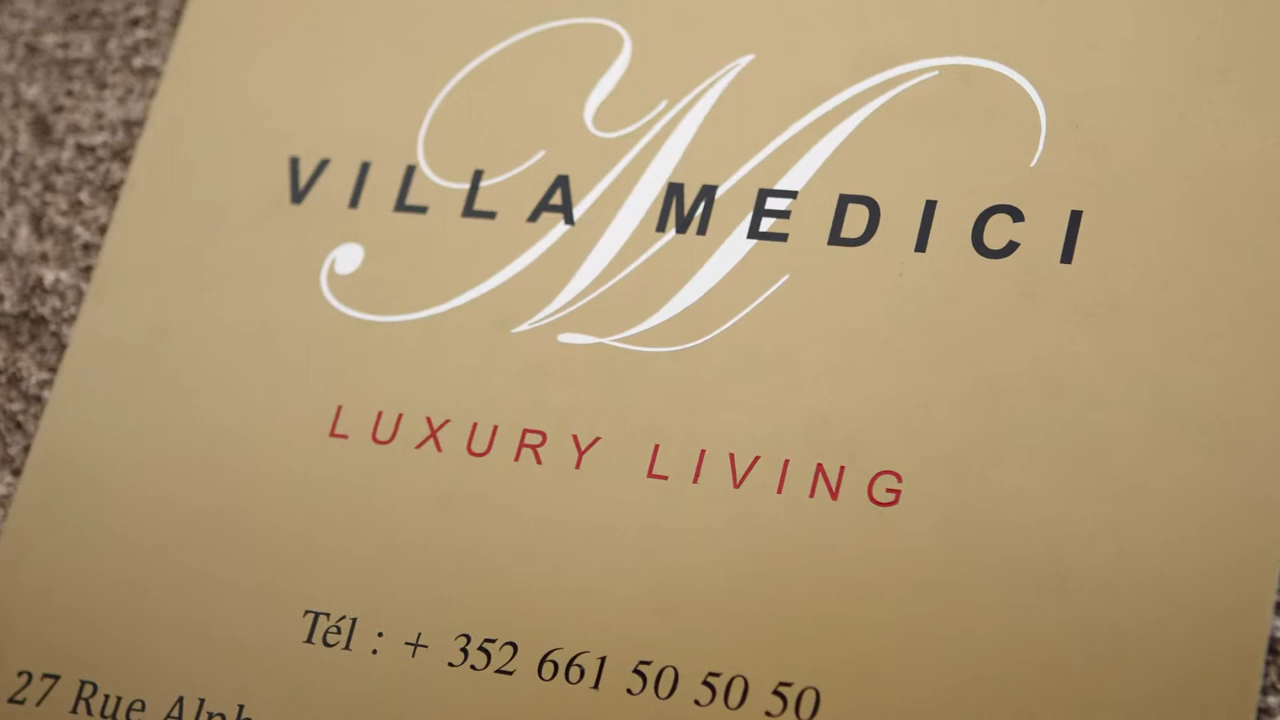 M
VILLA MEDICI
LUXURY LIVING
Tél : + 352 661 50 50 50
27 Rue